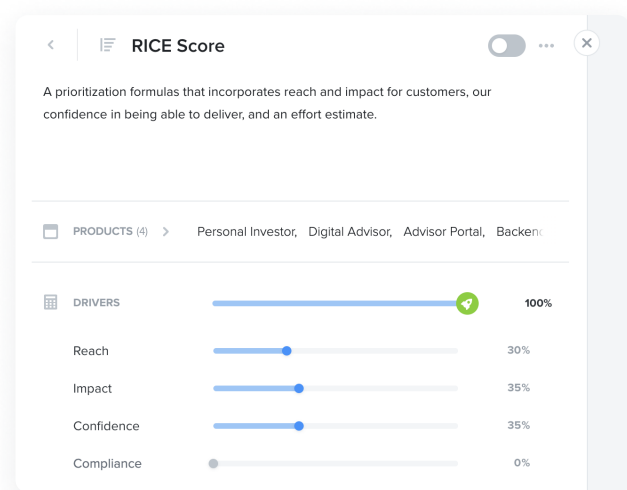 RICE Score
A prioritization formulas that incorporates reach and impact for customers, our
confidence in being able to deliver, and an effort estimate.
PRODUCTS (4) Personal Investor, Digital Advisor, Advisor Portal,
DRIVERS 100%
Reach 30%
Impact 35%
Confidence 35%
Compliance 0%